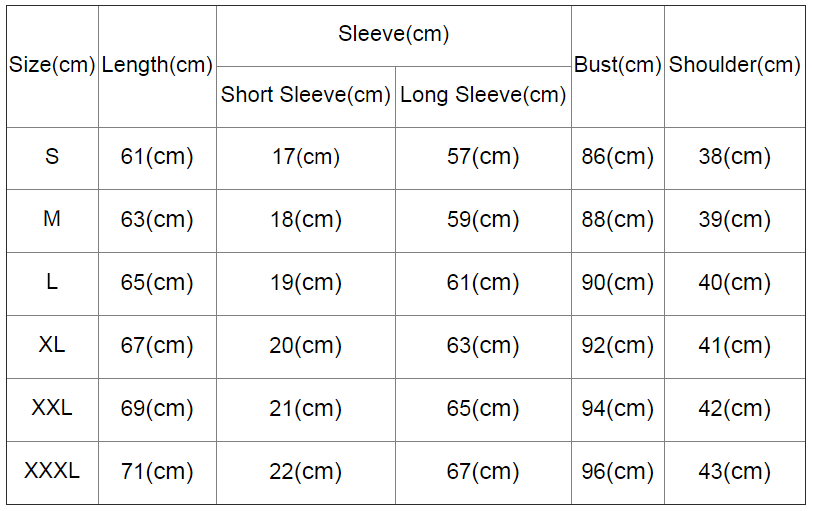 Sleeve(cm)
Size(cm) Length(cm) Bust(cm) Shoulder(cm)
Short Sleeve(cm) Long Sleeve(cm)
S 61(cm) 17(cm) 57(cm) 86(cm) 38(cm)
M 63(cm) 18(cm) 59(cm) 88(cm) 39(cm)
L 65(cm) 19(cm) 61(cm) 90(cm) 40(cm)
XL 67(cm) 20(cm) 63(cm) 92(cm) 41(cm)
XXL 69(cm) 21(cm) 65(cm) 94(cm) 42(cm)
XXXL 71(cm) 22(cm) 67(cm) 96(cm) 43(cm)